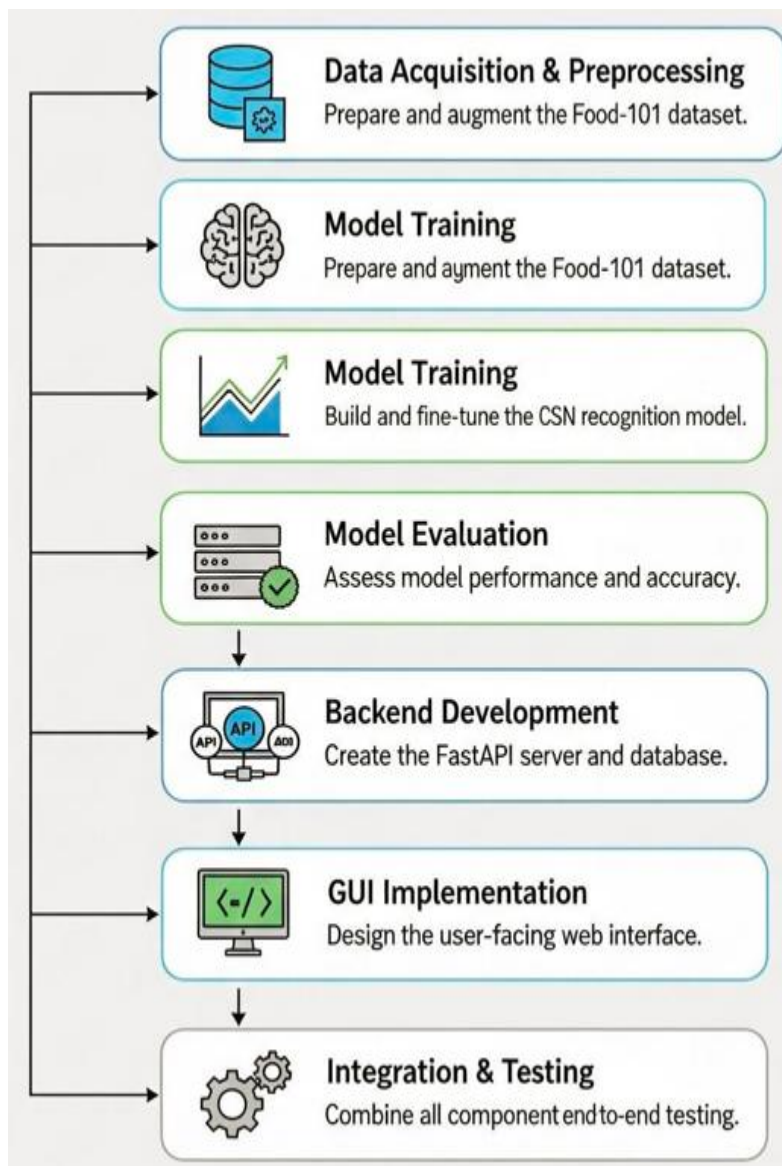 Data Acquisition & Preprocessing
Prepare and augment the Food-101 dataset.
Model Training
Prepare and ayment the Food-101 dataset.
Model Training
Build and fine-tune the CSN recognition model.
Model Evaluation
Assess model performance and accuracy.
Backend Development
API
API
Create the FastAPI server and database.
GUI Implementation
<-/>
Design the user-facing web interface.
Integration & Testing
Combine all component end to-end testing.